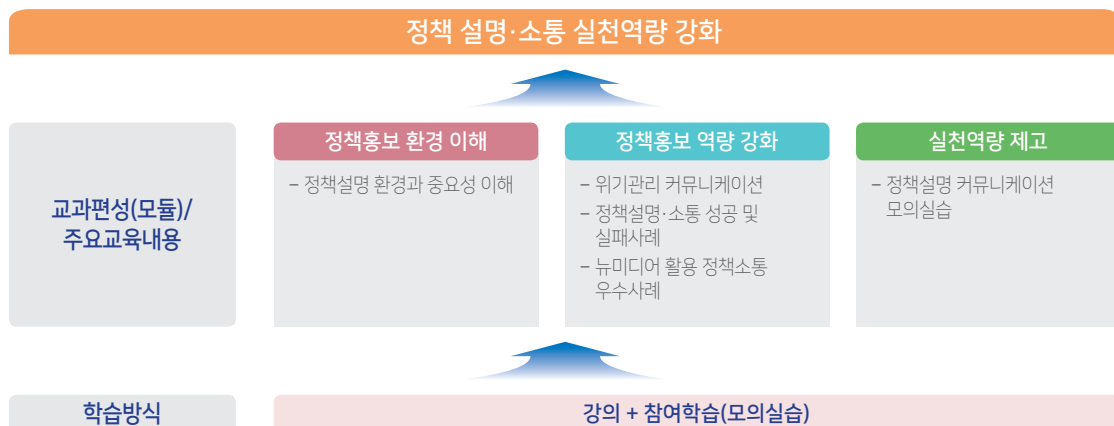 정책 설명·소통 실천역량 강화
교과편성(모듈)/
주요교육내용
정책홍보 환경 이해
– 정책설명 환경과 중요성 이해
정책홍보 역량 강화
– 위기관리 커뮤니케이션
– 정책설명·소통 성공 및
실패사례
– 뉴미디어 활용 정책소통
우수사례
실천역량 제고
– 정책설명 커뮤니케이션
모의실습
학습방식
강의 + 참여학습(모의실습)